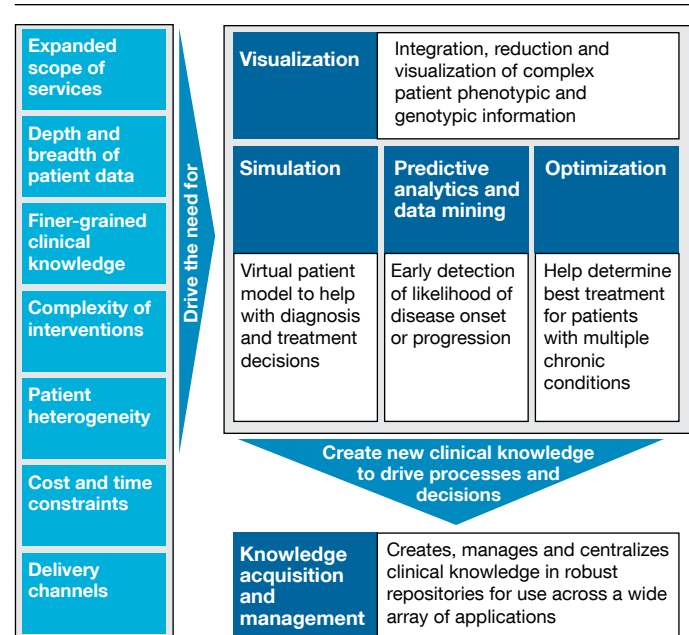 Expanded
scope of
services
Depth and
breadth of
patient data
Finer-grained
clinical
knowledge
Complexity of
interventions
Patient
heterogeneity
Cost and time
constraints
Delivery
channels
Drive the need for
Visualization
Integration, reduction and
visualization of complex
patient phenotypic and
genotypic information
Simulation
Virtual patient
model to help
with diagnosis
and treatment
decisions
Predictive
analytics and
data mining
Early detection
of likelihood of
disease onset
or progression
Optimization
Help determine
best treatment
for patients
with multiple
chronic
conditions
Create new clinical knowledge
to drive processes and
decisions
Knowledge
acquisition
and
management
Creates, manages and centralizes
clinical knowledge in robust
repositories for use across a wide
array of applications